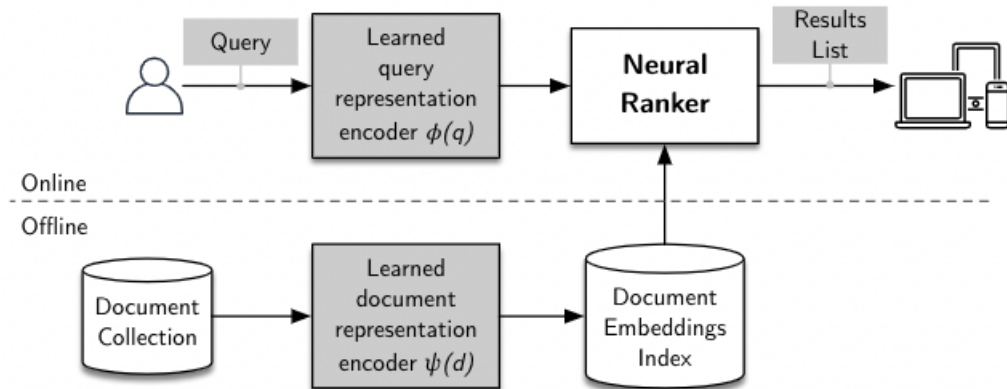 Query
Learned
query
representation
encoder ϕ(q)
Neural
Ranker
Results
List
Online
Offline
Document
Collection
Learned
document
representation
encoder ψ(d)
Document
Embeddings
Index